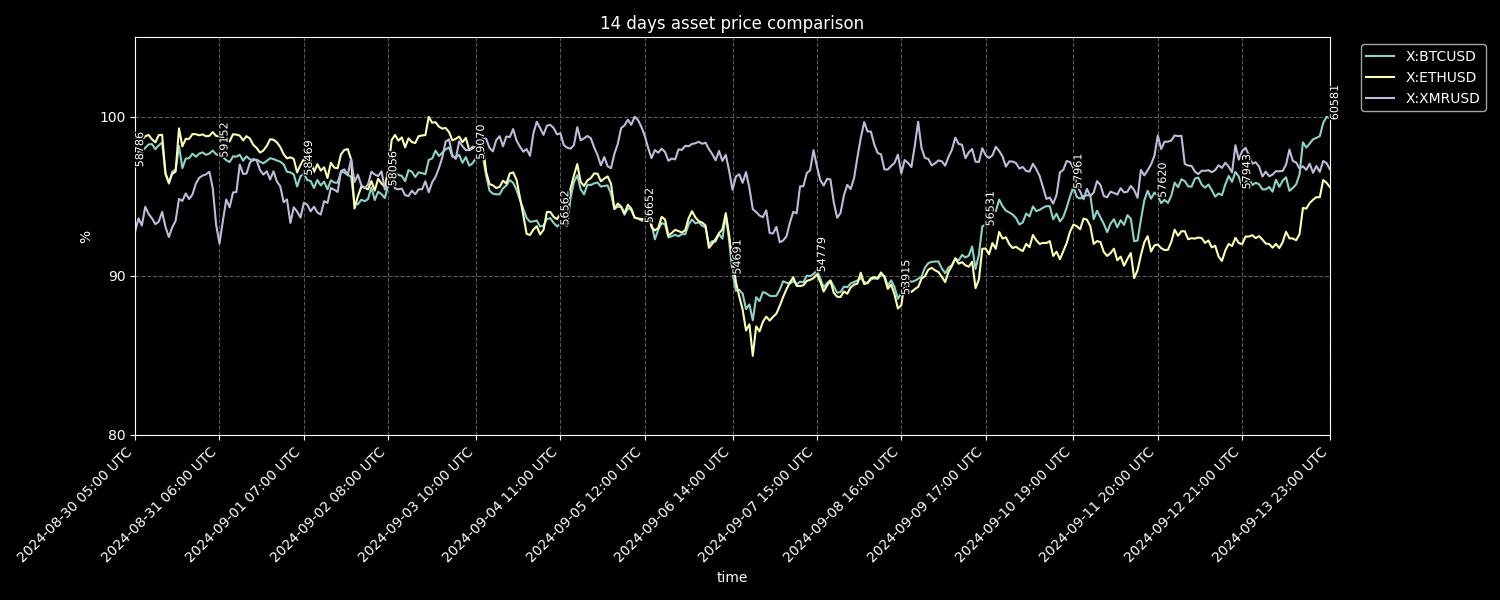 14 days asset price comparison
X:BTCUSD
X:ETHUSD
X:XMRUSD
100
90
80
%
58786
59152
58469
58056
59070
56562
56652
54691
54779
53915
56531
57961
57620
57943
60581
2024-08-30 05:00 UTC
2024-08-31 06:00 UTC
2024-09-01 07:00 UTC
2024-09-02 08:00 UTC
2024-09-03 10:00 UTC
2024-09-04 11:00 UTC
2024-09-05 12:00 UTC
2024-09-06 14:00 UTC
2024-09-07 15:00 UTC
2024-09-08 16:00 UTC
2024-09-09 17:00 UTC
2024-09-10 19:00 UTC
2024-09-11 20:00 UTC
2024-09-12 21:00 UTC
2024-09-13 23:00 UTC
time